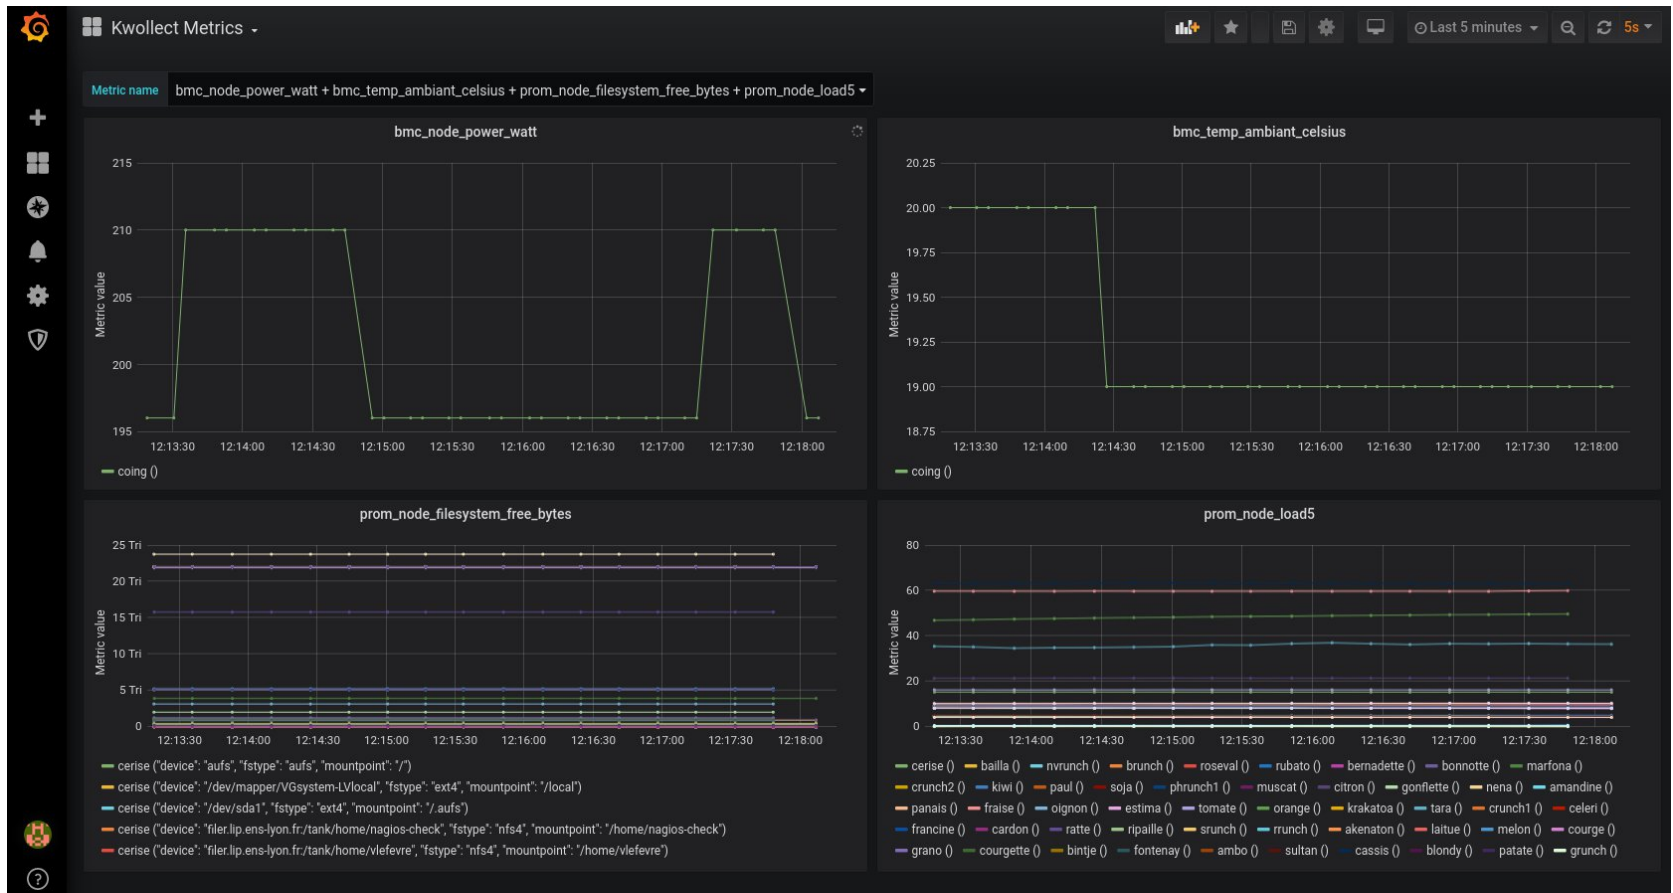 Kwollect Metrics
Last 5 minutes
5s
Metric name bmc_node_power_watt + bmc_temp_ambiant_celsius + prom_node_filesystem_free_bytes + prom_node_load5
bmc_node_power_watt
215
210
205
200
195
Metric value
12:13:30 12:14:00 12:14:30 12:15:00 12:15:30 12:16:00 12:16:30 12:17:00 12:17:30 12:18:00
coing ()
bmc_temp_ambiant_celsius
20.25
20.00
19.75
19.50
19.25
19.00
18.75
Metric value
12:13:30 12:14:00 12:14:30 12:15:00 12:15:30 12:16:00 12:16:30 12:17:00 12:17:30 12:18:00
coing ()
prom_node_filesystem_free_bytes
25 Tri
20 Tri
15 Tri
10 Tri
5 Tri
0
Metric value
12:13:30 12:14:00 12:14:30 12:15:00 12:15:30 12:16:00 12:16:30 12:17:00 12:17:30 12:18:00
cerise ("device": "aufs", "fstype": "aufs", "mountpoint": "/")
cerise ("device": "/dev/mapper/VGsystem-LVlocal", "fstype": "ext4", "mountpoint": "/local")
cerise ("device": "/dev/sda1", "fstype": "ext4", "mountpoint": "/.aufs")
cerise ("device": "filer.lip.ens-lyon.fr:/tank/home/nagios-check", "fstype": "nfs4", "mountpoint": "/home/nagios-check")
cerise ("device": "filer.lip.ens-lyon.fr:/tank/home/vlefevre", "fstype": "nfs4", "mountpoint": "/home/vlefevre")
prom_node_load5
80
60
40
20
0
Metric value
12:13:30 12:14:00 12:14:30 12:15:00 12:15:30 12:16:00 12:16:30 12:17:00 12:17:30 12:18:00
cerise () bailla () nvrunch () brunch () roseval () rubato () bernadette () bonnotte () marfona ()
crunch2 () kiwi () paul () soja () phrunch1 () muscat () citron () gonflette () nena () amandine ()
panais () fraise () oignon () estima () tomate () orange () krakatoa () tara () crunch1 () celeri ()
francine () cardon () ratte () ripaille () srunch () rrunch () akenaton () laitue () melon () courge ()
grano () courgette () bintje () fontenay () ambo () sultan () cassis () blondy () patate () grunch ()